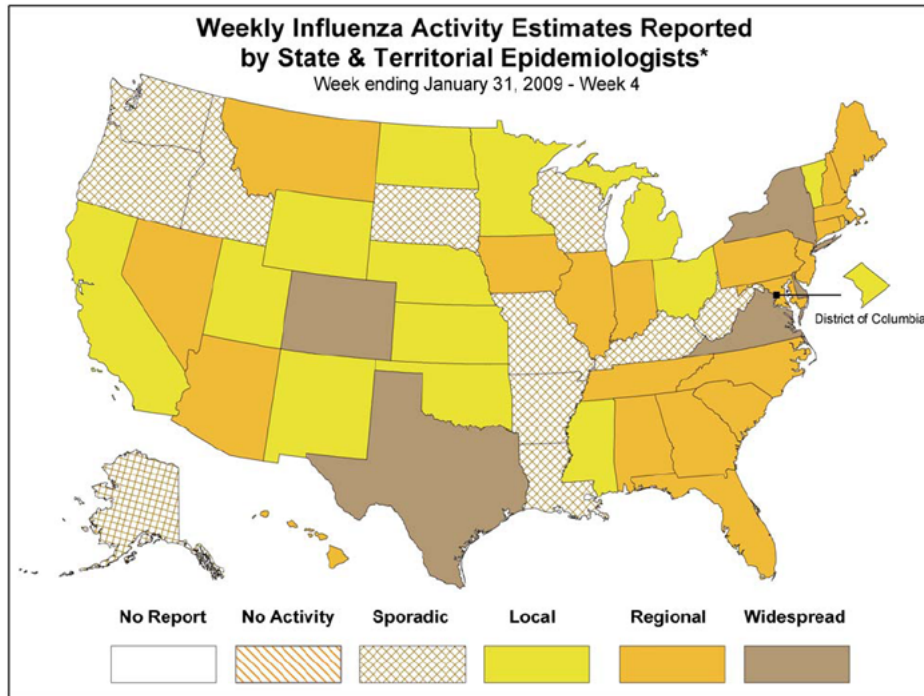 Weekly Influenza Activity Estimates Reported
by State & Territorial Epidemiologists*
Week ending January 31, 2009 - Week 4
District of Columbia
No Report
No Activity
Sporadic
Local
Regional
Widespread